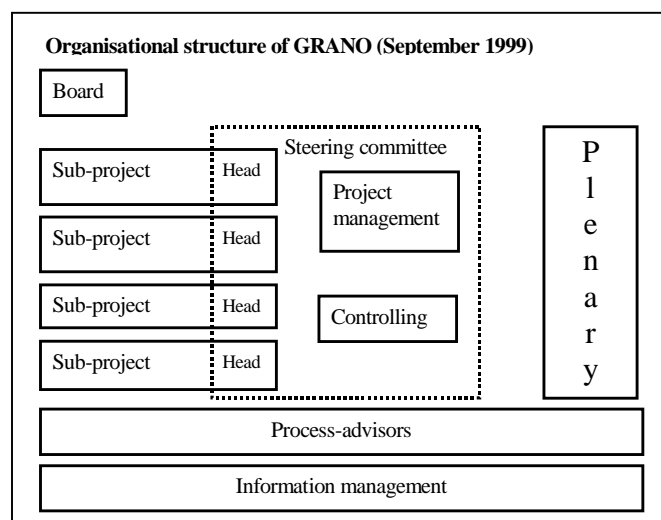 Organisational structure of GRANO (September 1999)
Board
Steering committee
Sub-project Head
Sub-project Head
Sub-project Head
Sub-project Head
Project
management
Controlling
Plenary
Process-advisors
Information management